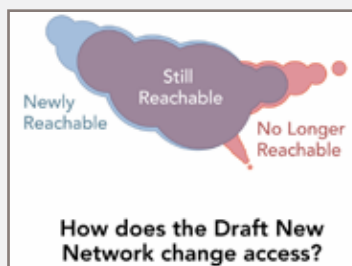 Still
Reachable
Newly
Reachable
No Longer
Reachable
How does the Draft New
Network change access?